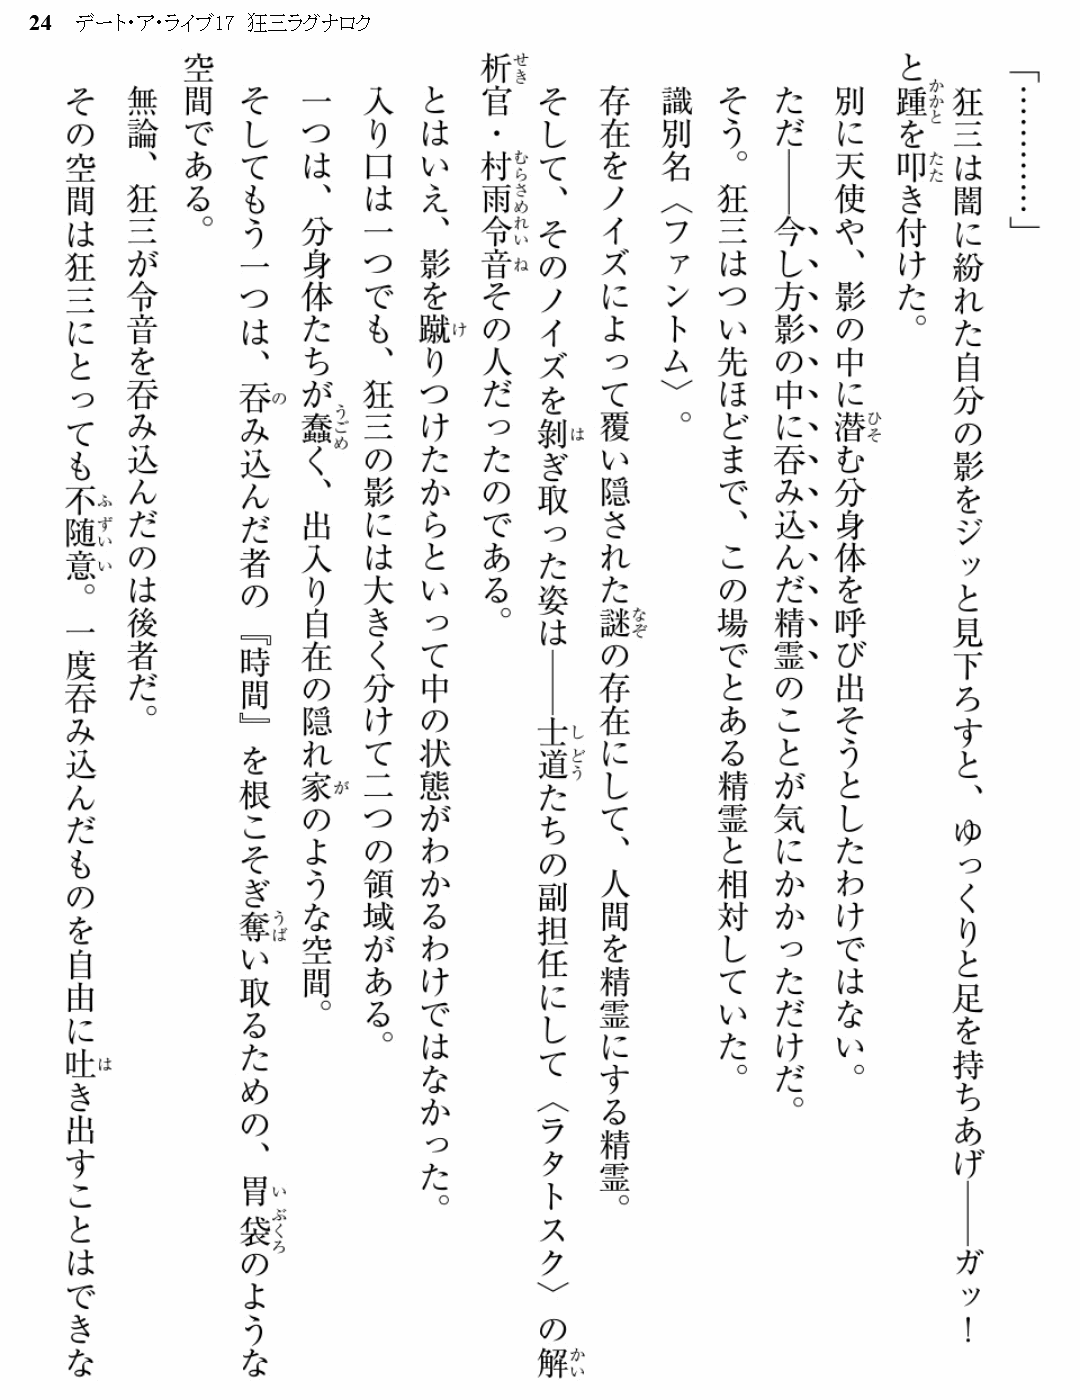 24 デート・ア・ライブ17 狂三ラグナロク
「…………」
狂三は闇に紛れた自分の影をジッと見下ろすと、ゆっくりと足を持ちあげ――ガッ！
と踵を叩き付けた。
別に天使や、影の中に潜む分身体を呼び出そうとしたわけではない。
ただ――今し方影の中に呑み込んだ精霊のことが気にかかっただけだ。
そう。狂三はつい先ほどまで、この場でとある精霊と相対していた。
識別名〈ファントム〉。
存在をノイズによって覆い隠された謎の存在にして、人間を精霊にする精霊。
そして、そのノイズを剝ぎ取った姿は――士道たちの副担任にして〈ラタトスク〉の解
析官・村雨令音その人だったのである。
とはいえ、影を蹴りつけたからといって中の状態がわかるわけではなかった。
入り口は一つでも、狂三の影には大きく分けて二つの領域がある。
一つは、分身体たちが蠢く、出入り自在の隠れ家のような空間。
そしてもう一つは、呑み込んだ者の『時間』を根こそぎ奪い取るための、胃袋のような
空間である。
無論、狂三が令音を呑み込んだのは後者だ。
その空間は狂三にとっても不随意。一度呑み込んだものを自由に吐き出すことはできな